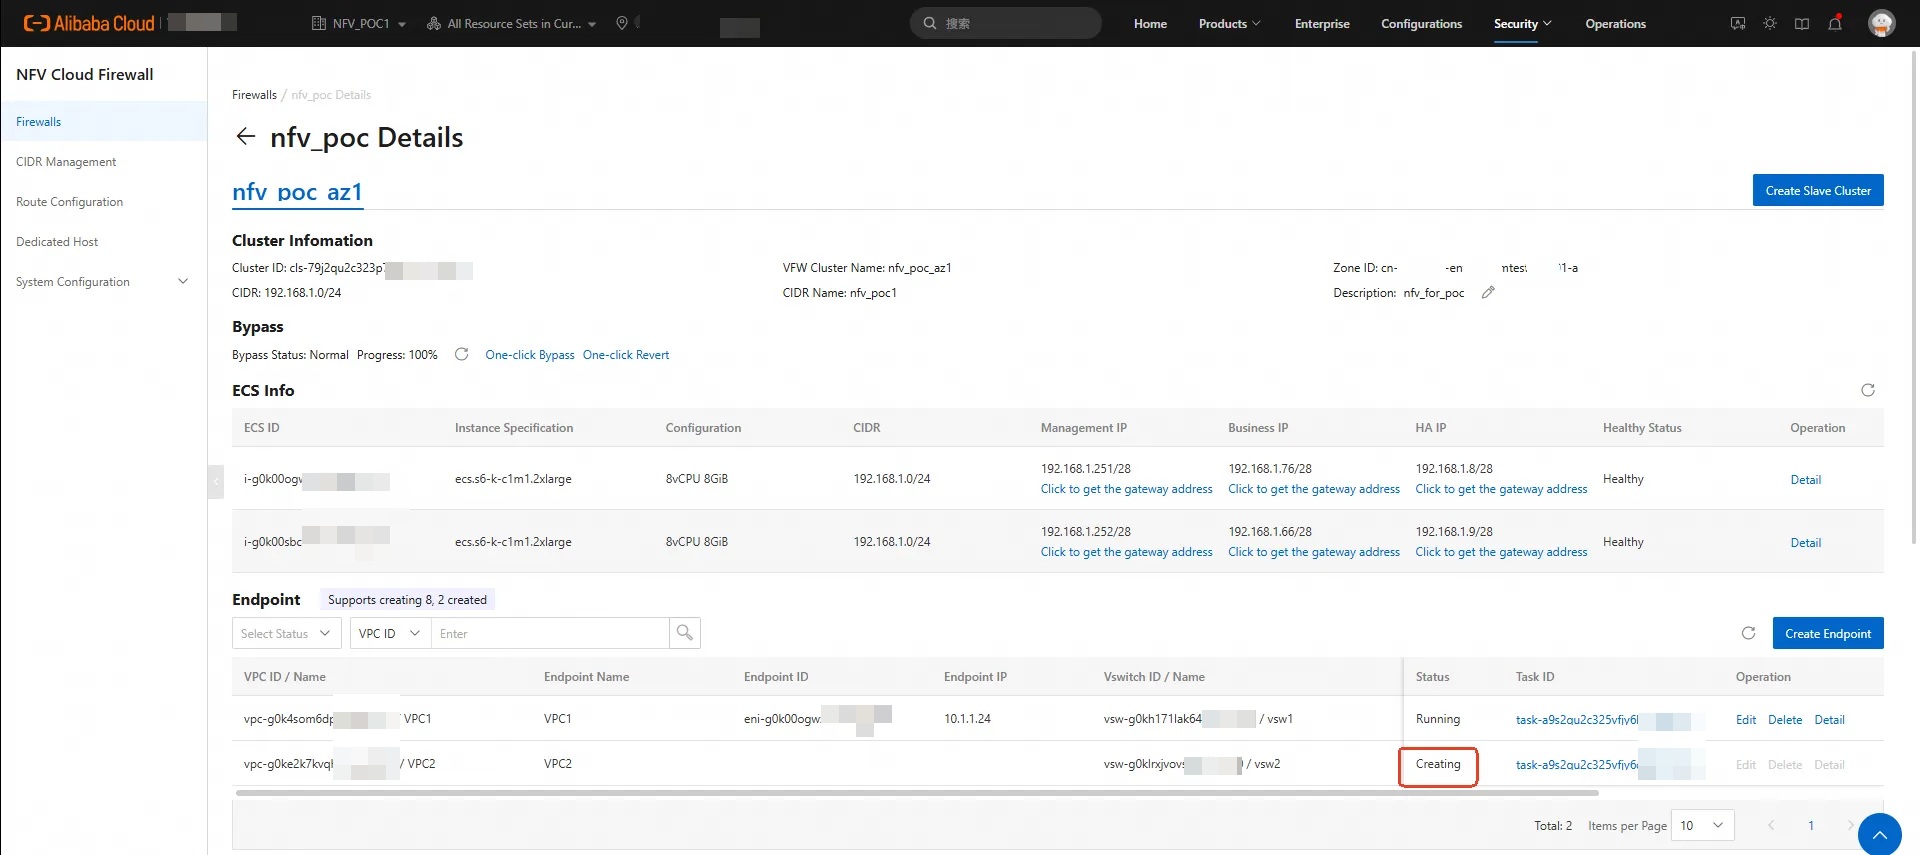 Alibaba Cloud
NFV_POC1
All Resource Sets in Cur...
搜索
Home
Products
Enterprise
Configurations
Security
Operations
NFV Cloud Firewall
Firewalls
CIDR Management
Route Configuration
Dedicated Host
System Configuration
Firewalls / nfv_poc Details
nfv_poc Details
nfv_poc_az1
Create Slave Cluster
Cluster Infomation
Cluster ID: cls-79j2qu2c323p
VFW Cluster Name: nfv_poc_az1
Zone ID: cn- -en 1-a
CIDR: 192.168.1.0/24
CIDR Name: nfv_poc1
Description: nfv_for_poc
Bypass
Bypass Status: Normal Progress: 100% One-click Bypass One-click Revert
ECS Info
ECS ID Instance Specification Configuration CIDR Management IP Business IP HA IP Healthy Status Operation
i-g0k00ogv ecs.s6-k-c1m1.2xlarge 8vCPU 8GiB 192.168.1.0/24 192.168.1.251/28 192.168.1.76/28 192.168.1.8/28 Healthy Detail
Click to get the gateway address Click to get the gateway address Click to get the gateway address
i-g0k00sbc ecs.s6-k-c1m1.2xlarge 8vCPU 8GiB 192.168.1.0/24 192.168.1.252/28 192.168.1.66/28 192.168.1.9/28 Healthy Detail
Click to get the gateway address Click to get the gateway address Click to get the gateway address
Endpoint Supports creating 8, 2 created
Select Status VPC ID Enter
Create Endpoint
VPC ID / Name Endpoint Name Endpoint ID Endpoint IP Vswitch ID / Name Status Task ID Operation
vpc-g0k4som6dp VPC1 VPC1 eni-g0k00ogw 10.1.1.24 vsw-g0kh171lak64 / vsw1 Running task-a9s2qu2c325vfjy6 Edit Delete Detail
vpc-g0ke2k7kvq / VPC2 VPC2 vsw-g0klrxjvovs / vsw2 Creating task-a9s2qu2c325vfjy6 Edit Delete Detail
Total: 2 Items per Page 10 1